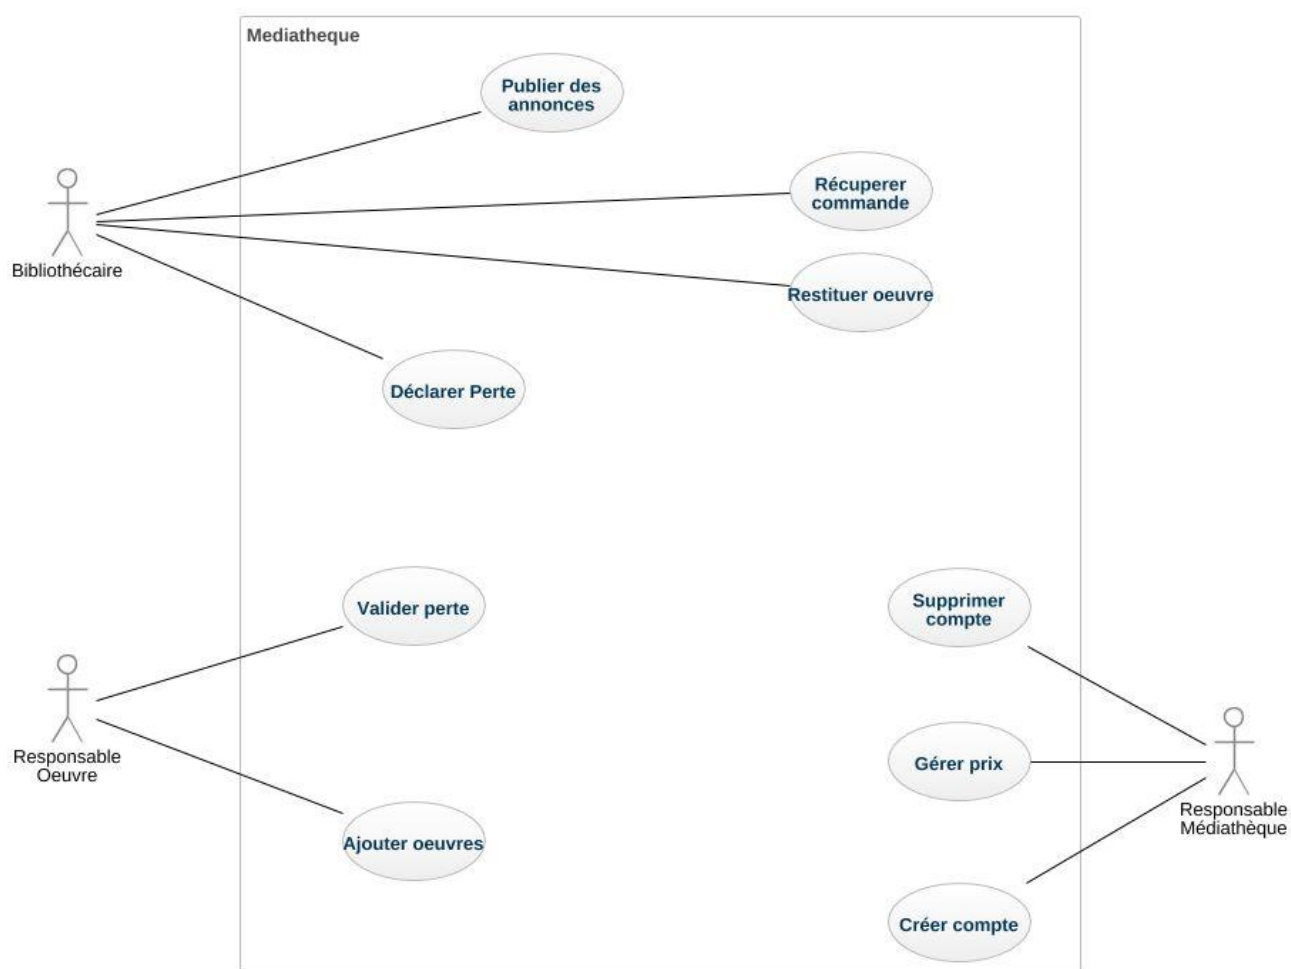 Mediatheque
Publier des
annonces
Récuperer
commande
Bibliothécaire
Restituer oeuvre
Déclarer Perte
Valider perte
Supprimer
compte
Responsable
Oeuvre
Gérer prix
Responsable
Médiathèque
Ajouter oeuvres
Créer compte